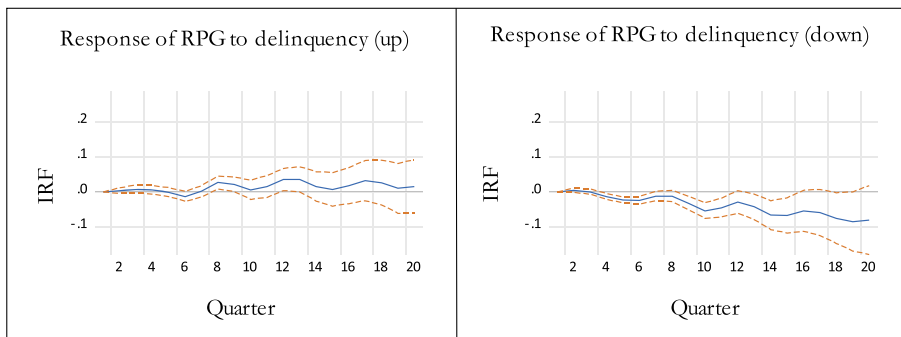 Response of RPG to delinquency (up)
IRF
.2
.1
.0
-.1
2 4 6 8 10 12 14 16 18 20
Quarter
Response of RPG to delinquency (down)
IRF
.2
.1
.0
-.1
2 4 6 8 10 12 14 16 18 20
Quarter